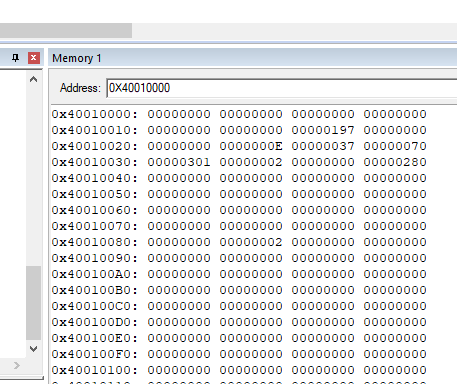 Memory 1
Address: 0X40010000
0x40010000: 00000000 00000000 00000000 00000000
0x40010010: 00000000 00000000 00000197 00000000
0x40010020: 00000000 0000000E 00000037 00000070
0x40010030: 00000301 00000002 00000000 00000280
0x40010040: 00000000 00000000 00000000 00000000
0x40010050: 00000000 00000000 00000000 00000000
0x40010060: 00000000 00000000 00000000 00000000
0x40010070: 00000000 00000000 00000000 00000000
0x40010080: 00000000 00000002 00000000 00000000
0x40010090: 00000000 00000000 00000000 00000000
0x400100A0: 00000000 00000000 00000000 00000000
0x400100B0: 00000000 00000000 00000000 00000000
0x400100C0: 00000000 00000000 00000000 00000000
0x400100D0: 00000000 00000000 00000000 00000000
0x400100E0: 00000000 00000000 00000000 00000000
0x400100F0: 00000000 00000000 00000000 00000000
0x40010100: 00000000 00000000 00000000 00000000